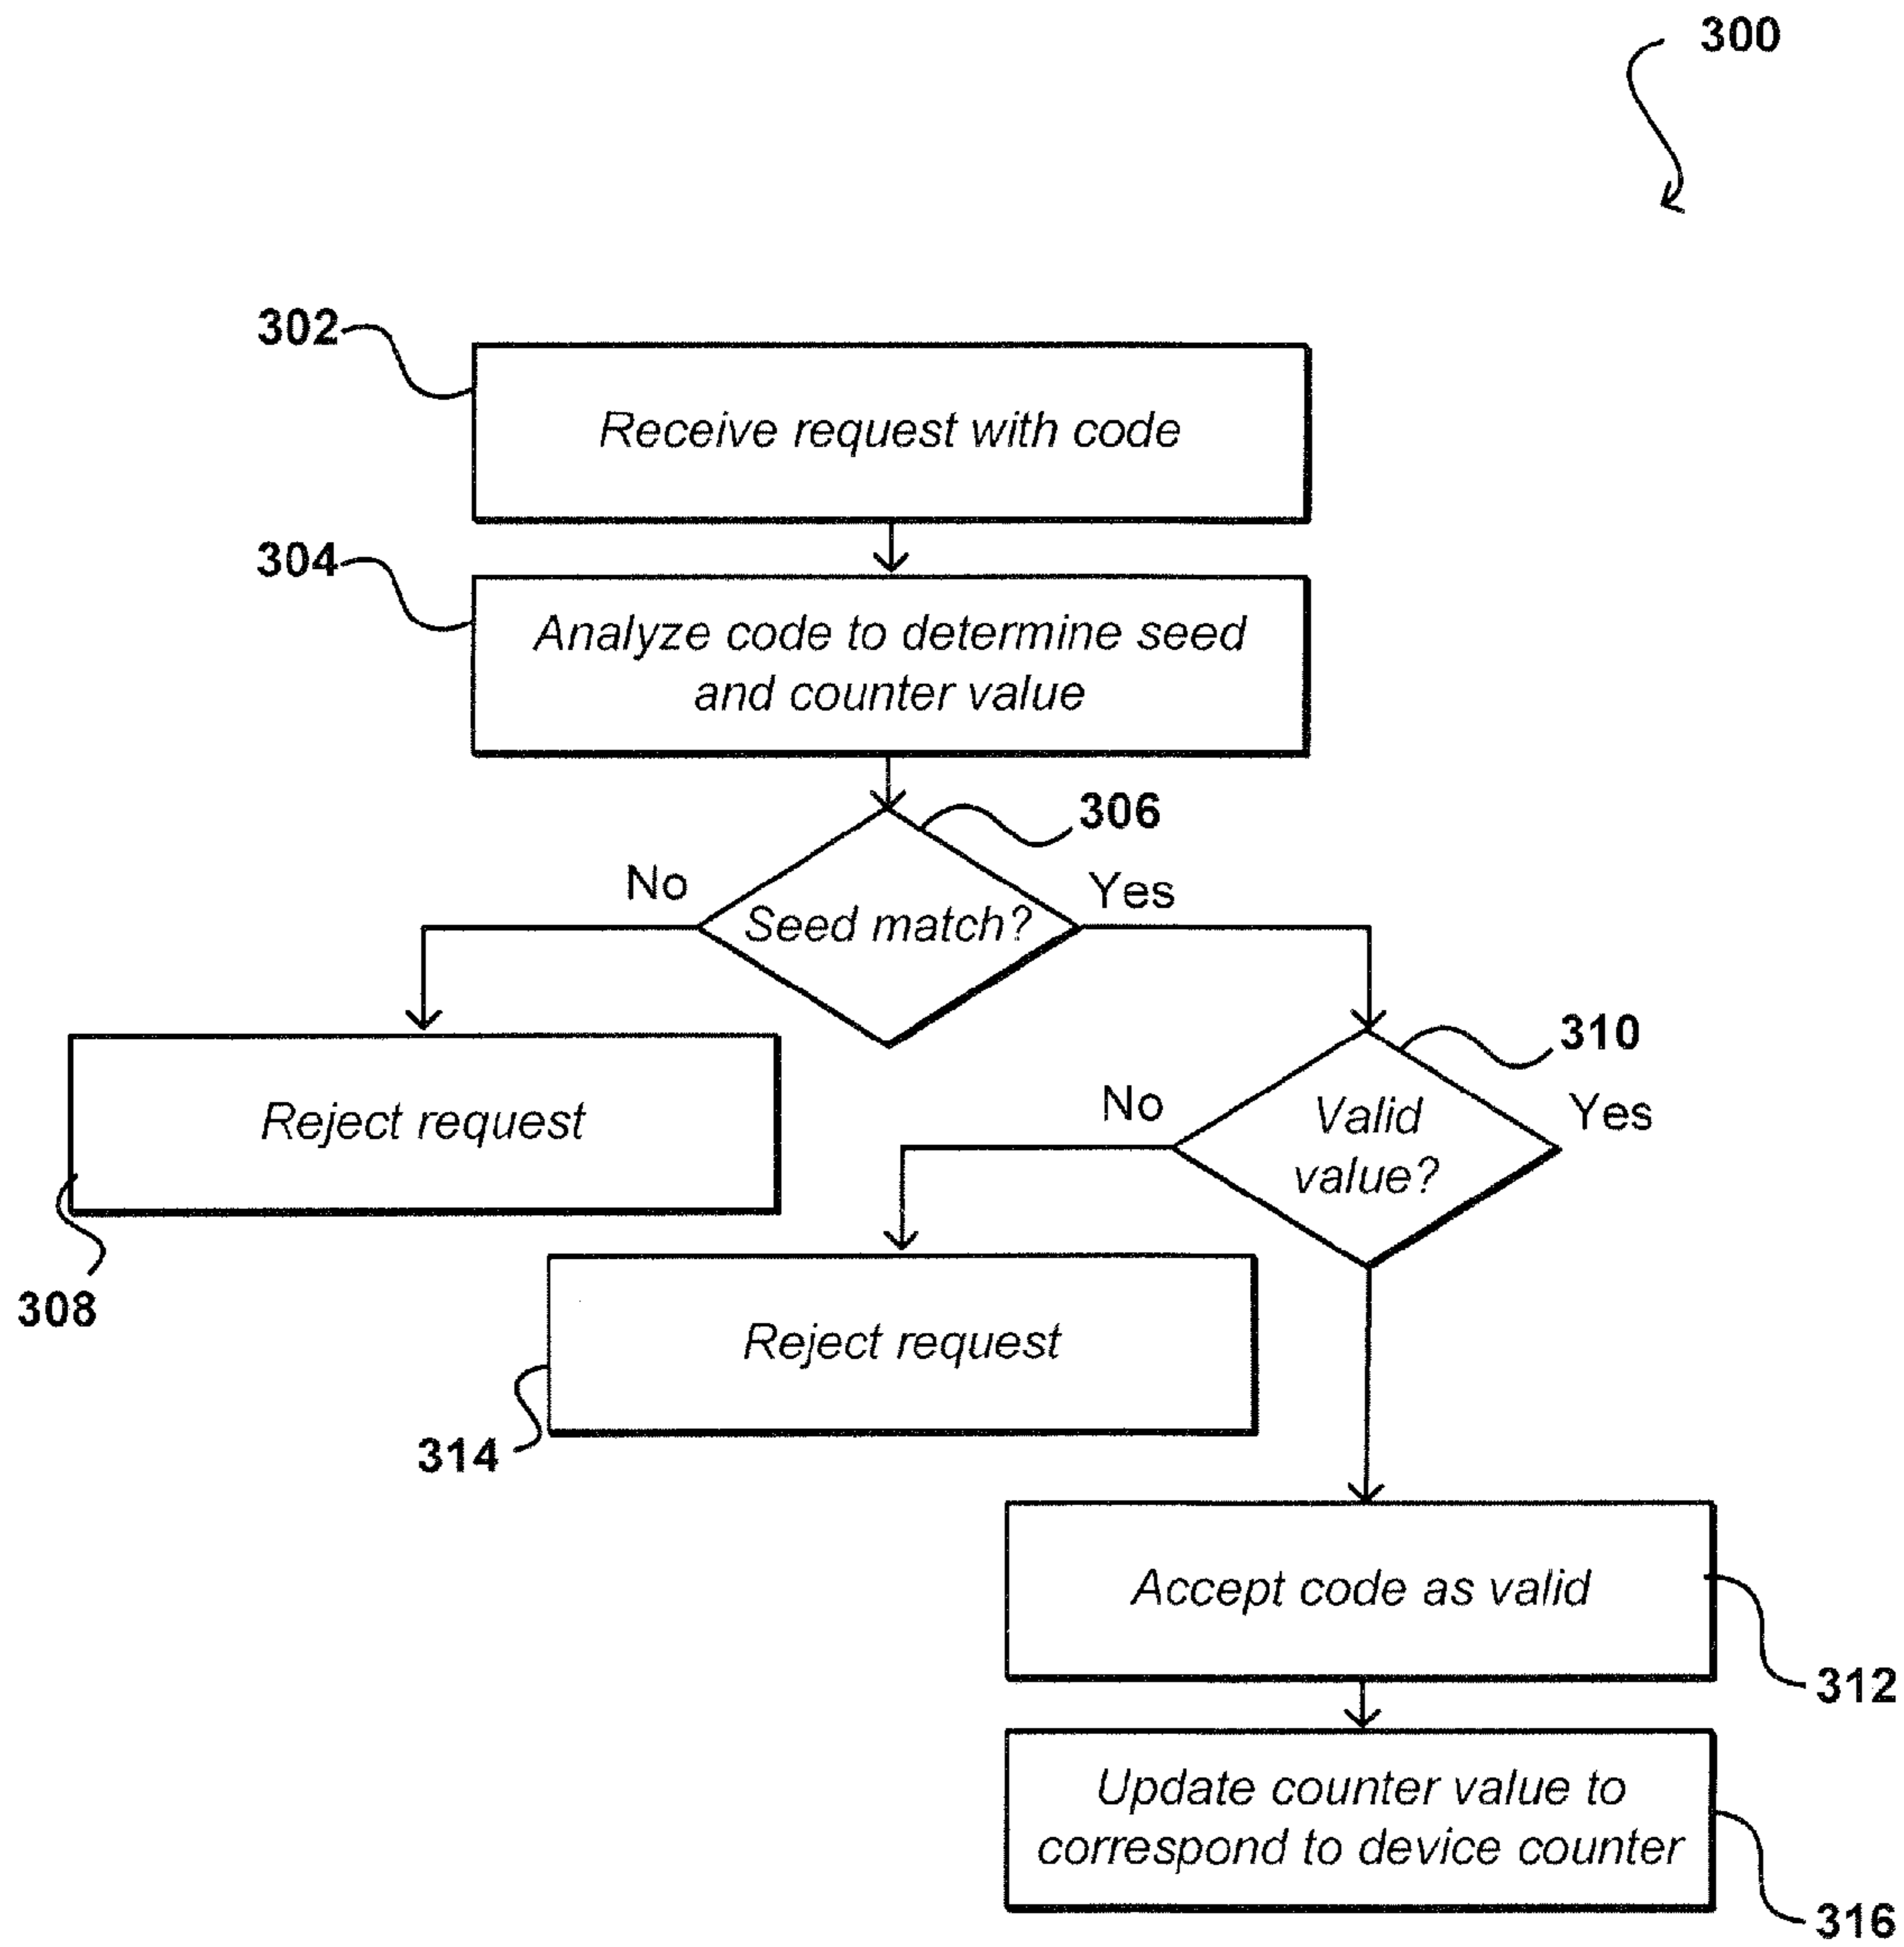 300
302
Receive request with code
304
Analyze code to determine seed
and counter value
306
No
Yes
Seed match?
310
No
Yes
Valid
value?
Reject request
308
Reject request
314
Accept code as valid
312
Update counter value to
correspond to device counter
316